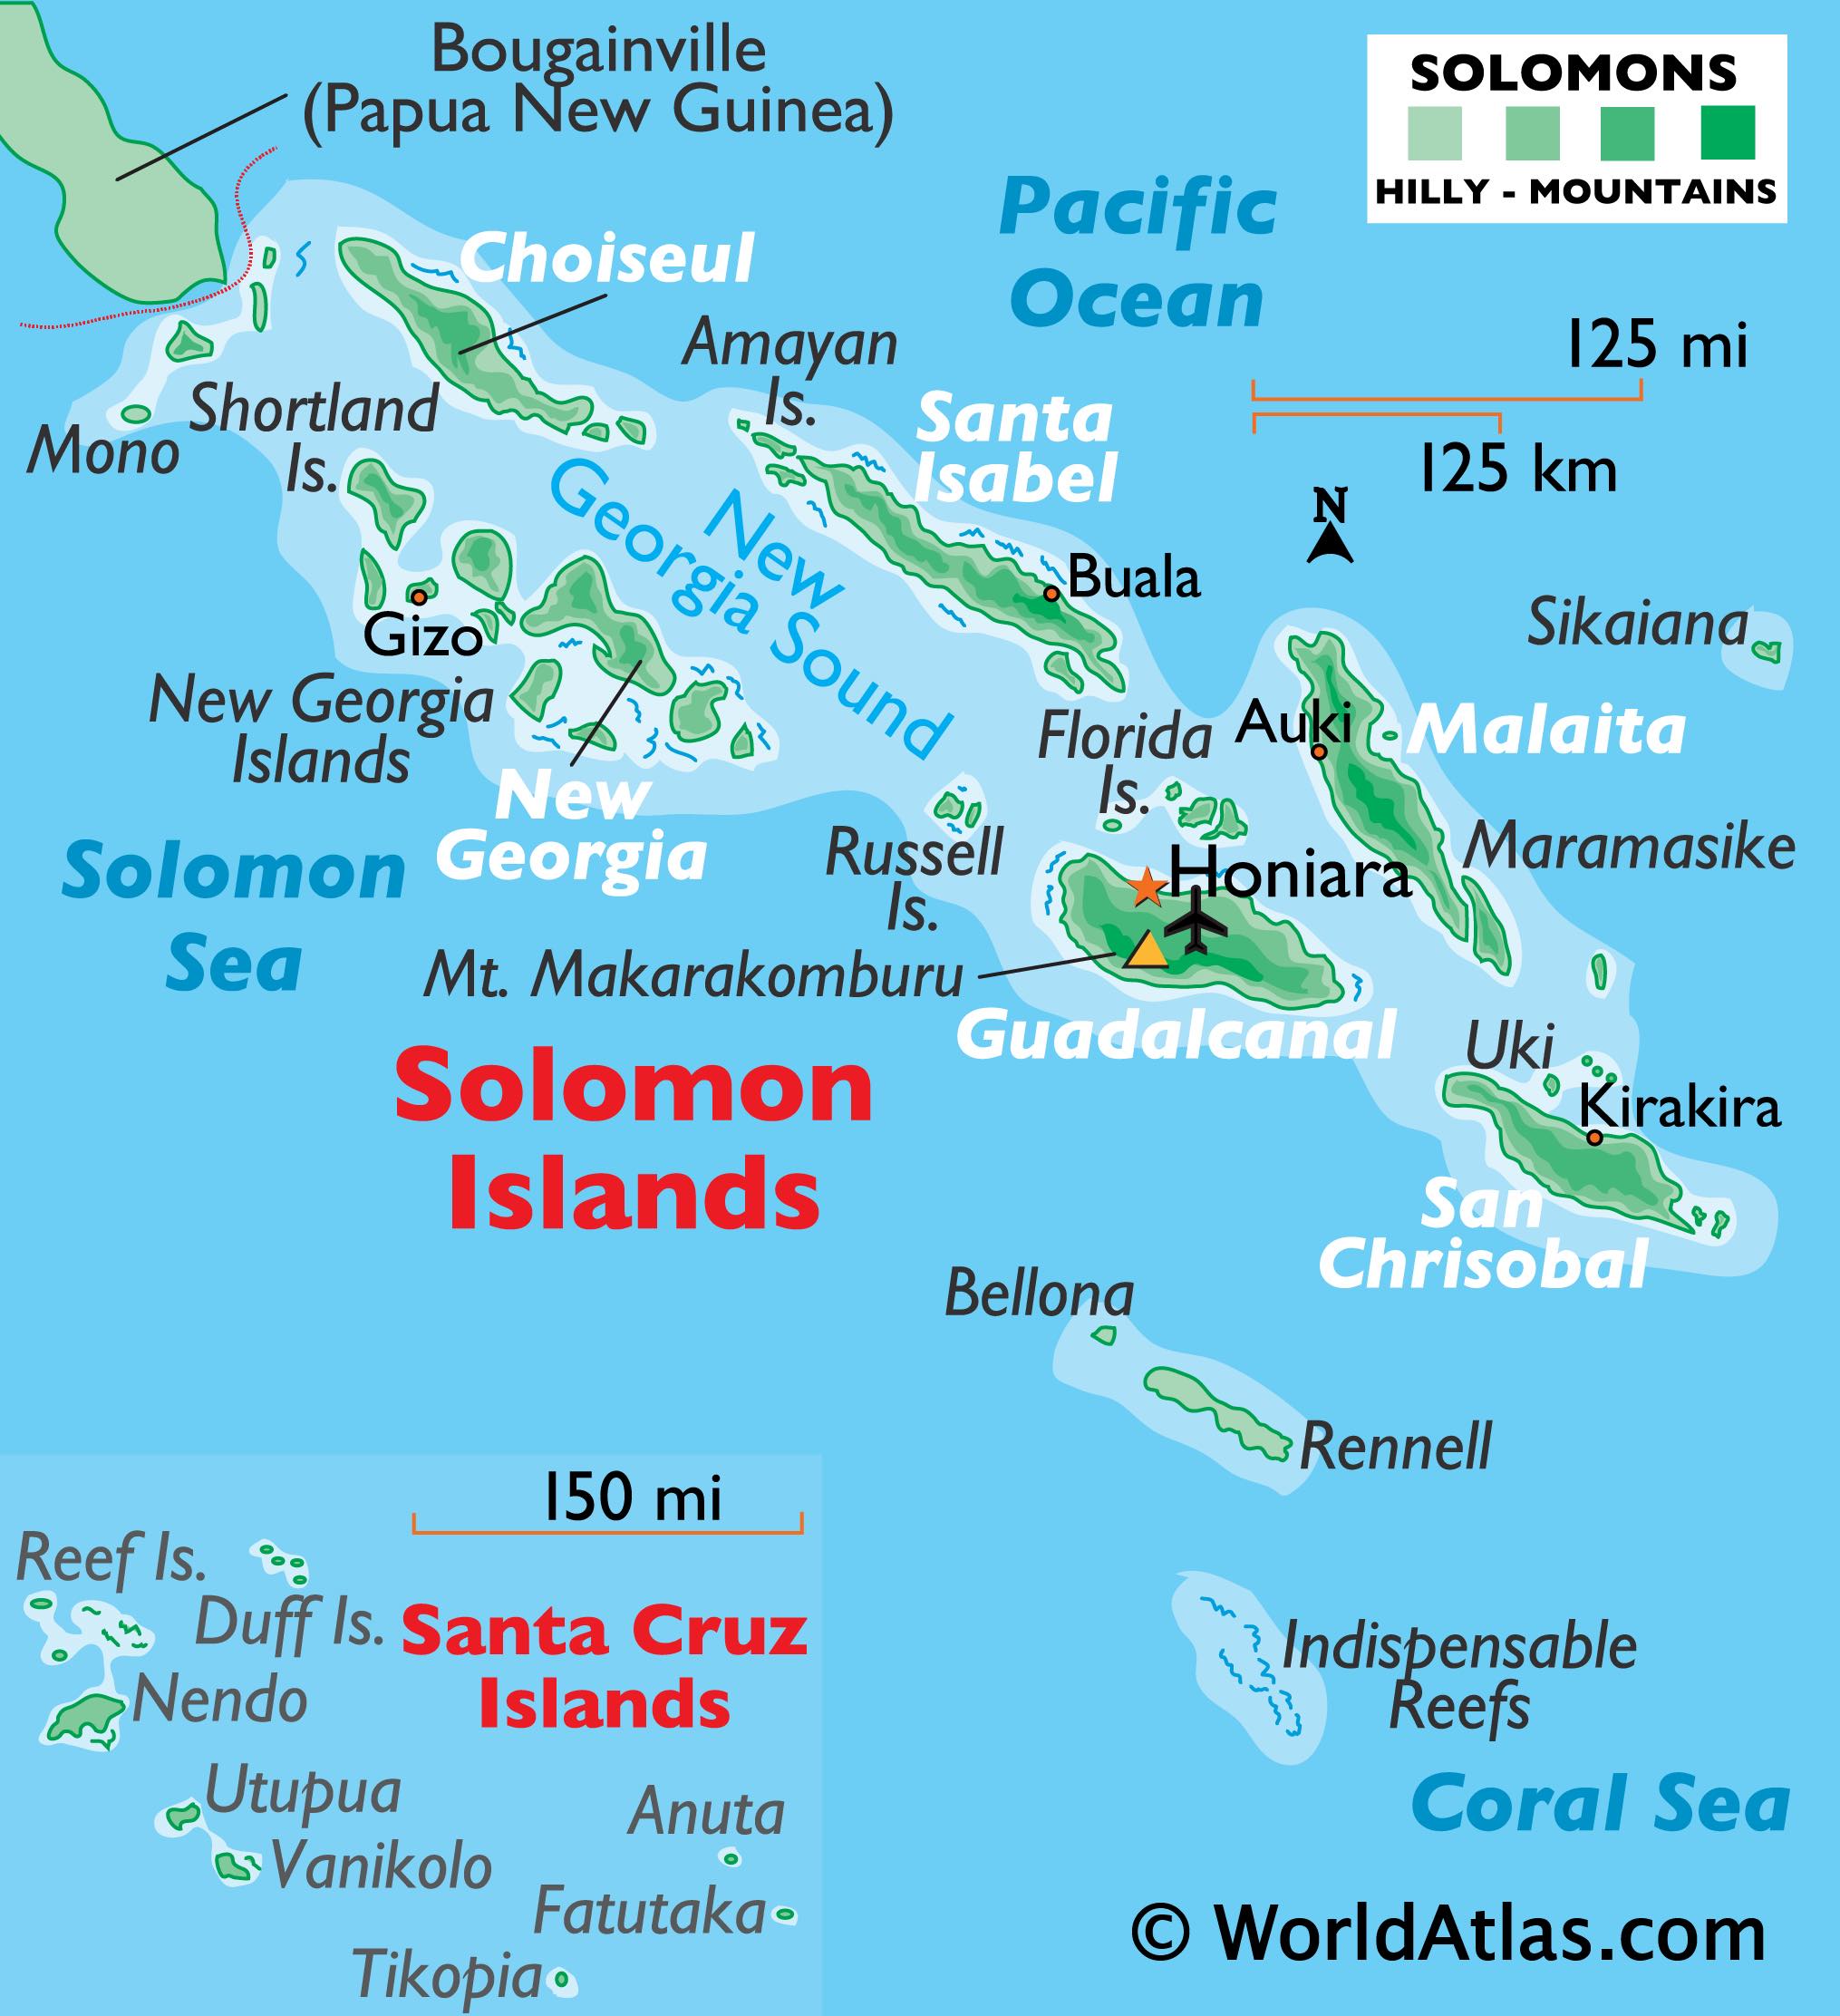 Bougainville
(Papua New Guinea)
SOLOMONS
HILLY - MOUNTAINS
Pacific
Ocean
Choiseul
Amayan
Is.
125 mi
125 km
N
Santa
Isabel
Shortland
Is.
Mono
New
Georgia Sound
Buala
Gizo
Sikaiana
New Georgia
Islands
Florida
Is.
Auki
Malaita
New
Georgia
Solomon
Sea
Russell
Is.
Maramasike
Honiara
Mt. Makarakomburu
Guadalcanal
Uki
Kirakira
Solomon
Islands
San
Chrisobal
Bellona
Rennell
150 mi
Reef Is.
Duff Is.
Santa Cruz
Islands
Nendo
Utupua
Vanikolo
Anuta
Fatutaka
Tikopia
Indispensable
Reefs
Coral Sea
© WorldAtlas.com